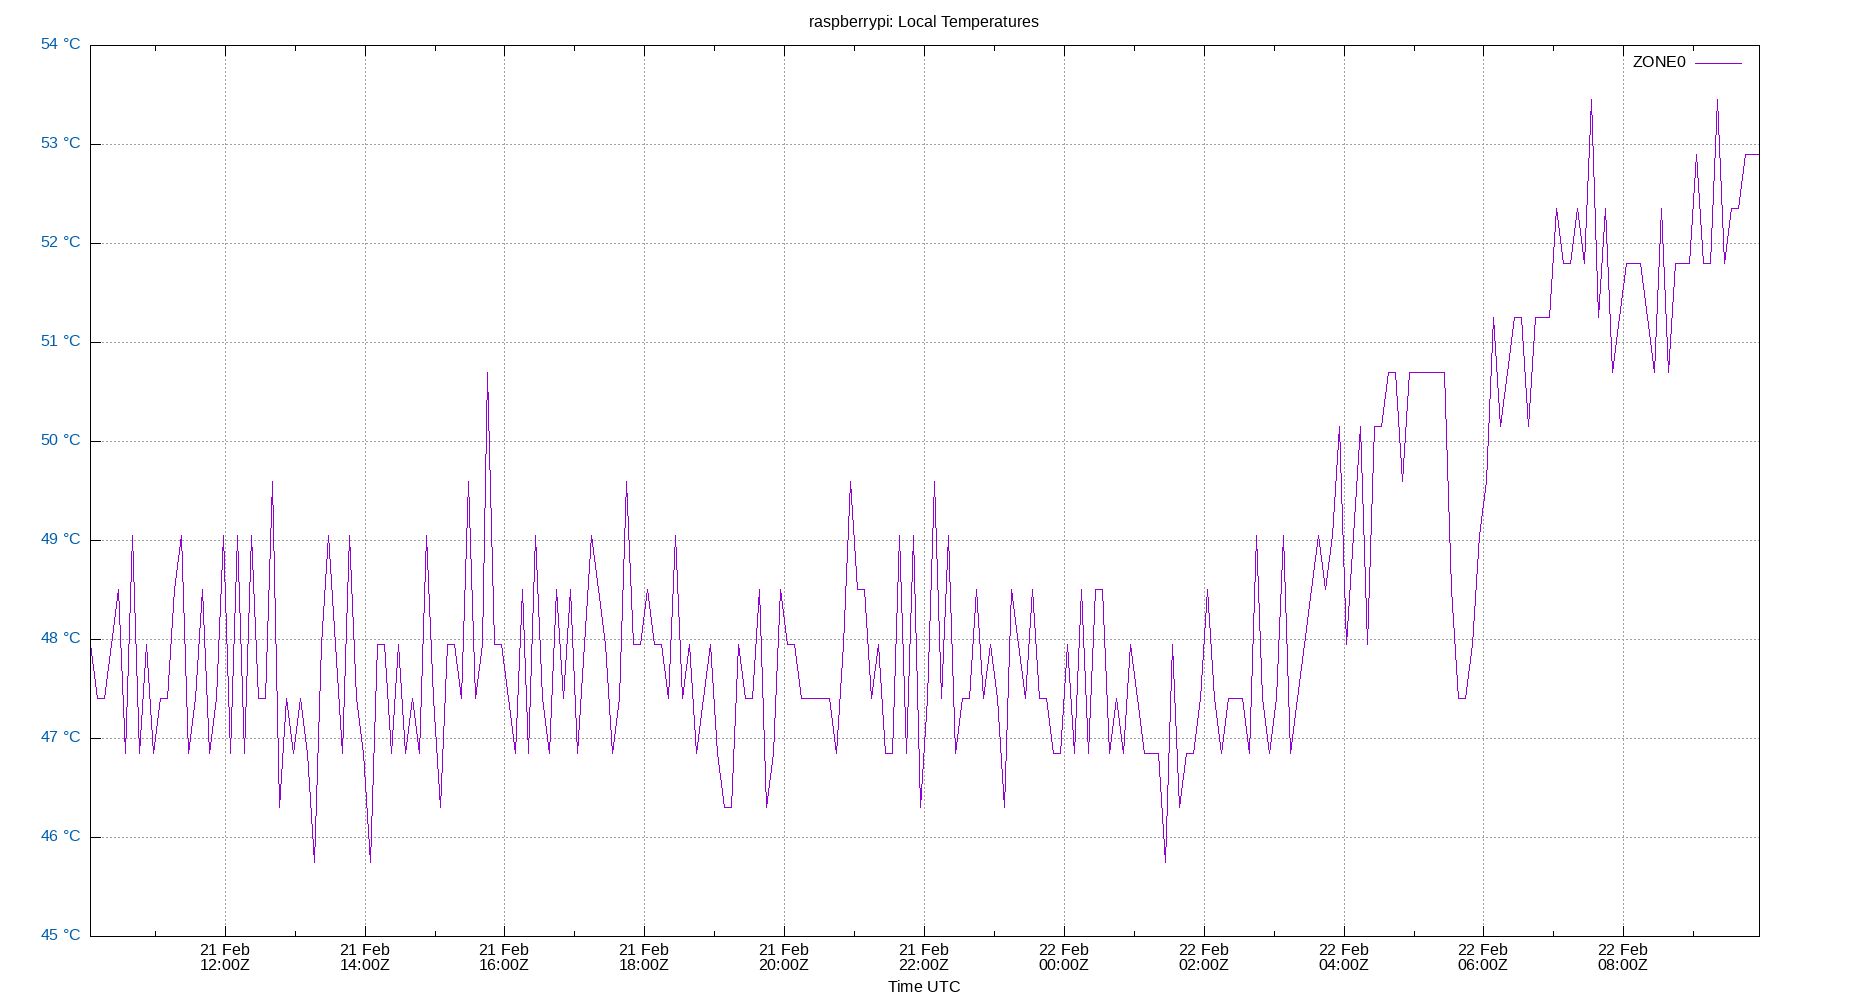 raspberrypi: Local Temperatures
ZONE0
54 °C
53 °C
52 °C
51 °C
50 °C
49 °C
48 °C
47 °C
46 °C
45 °C
21 Feb 21 Feb 21 Feb 21 Feb 21 Feb 21 Feb 22 Feb 22 Feb 22 Feb 22 Feb 22 Feb
12:00Z 14:00Z 16:00Z 18:00Z 20:00Z 22:00Z 00:00Z 02:00Z 04:00Z 06:00Z 08:00Z
Time UTC